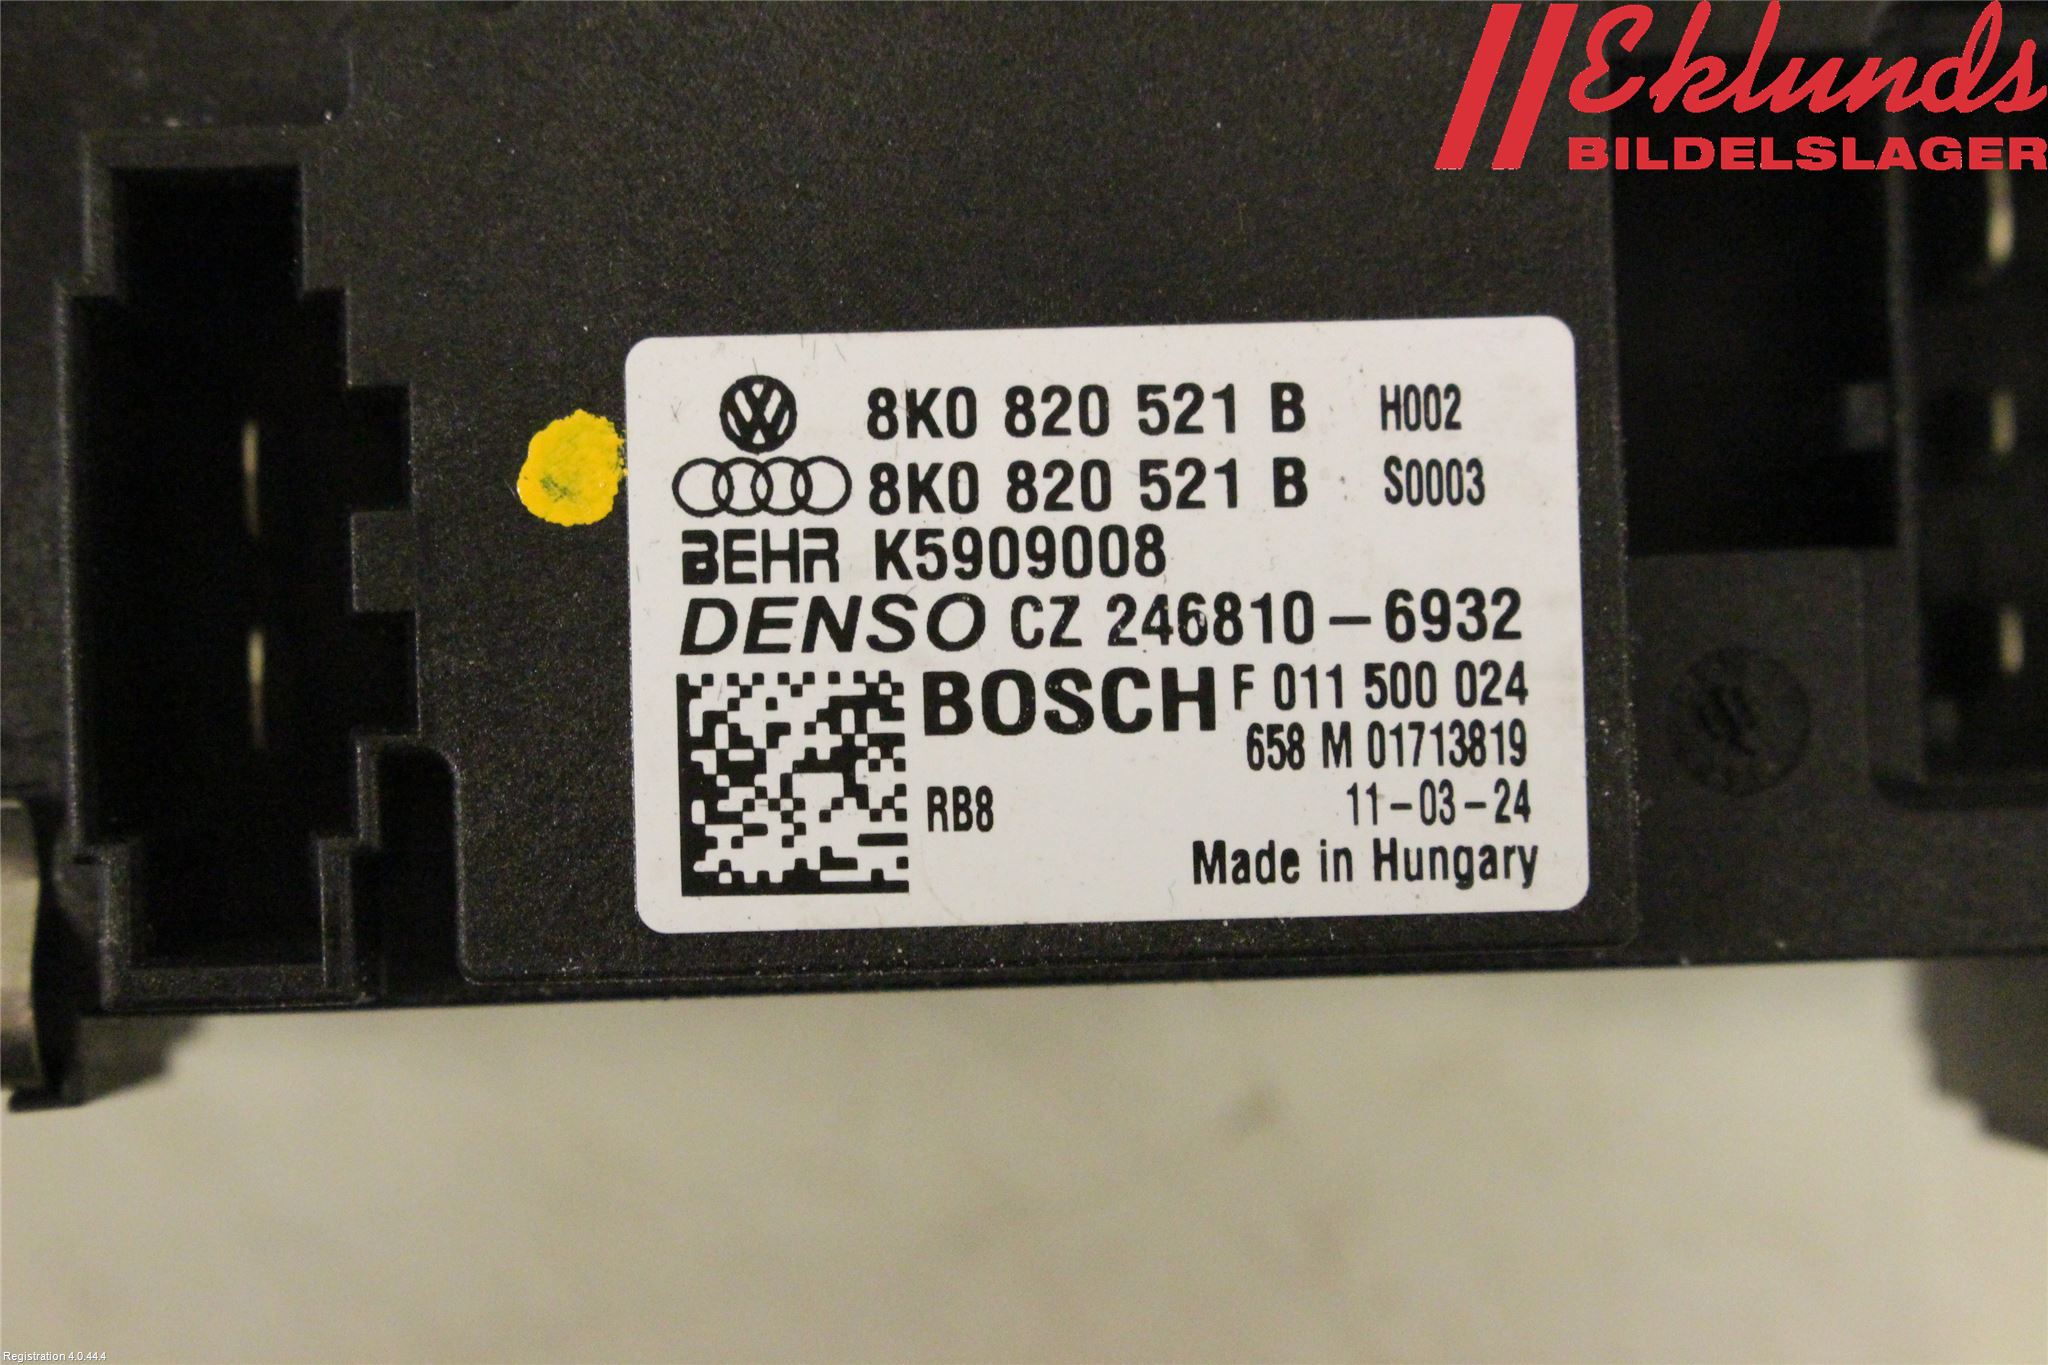 Eklunds
BILDELSLAGER
8K0 820 521 B H002
8K0 820 521 B S0003
BEHR K5909008
DENSO CZ 246810-6932
BOSCH F 011 500 024
658 M 01713819
RB8 11-03-24
Made in Hungary
Registration 4.0.44.4